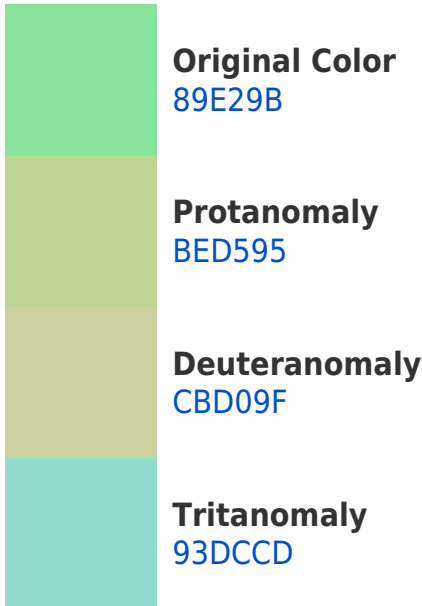 Original Color
89E29B
Protanomaly
BED595
Deuteranomaly
CBD09F
Tritanomaly
93DCCD